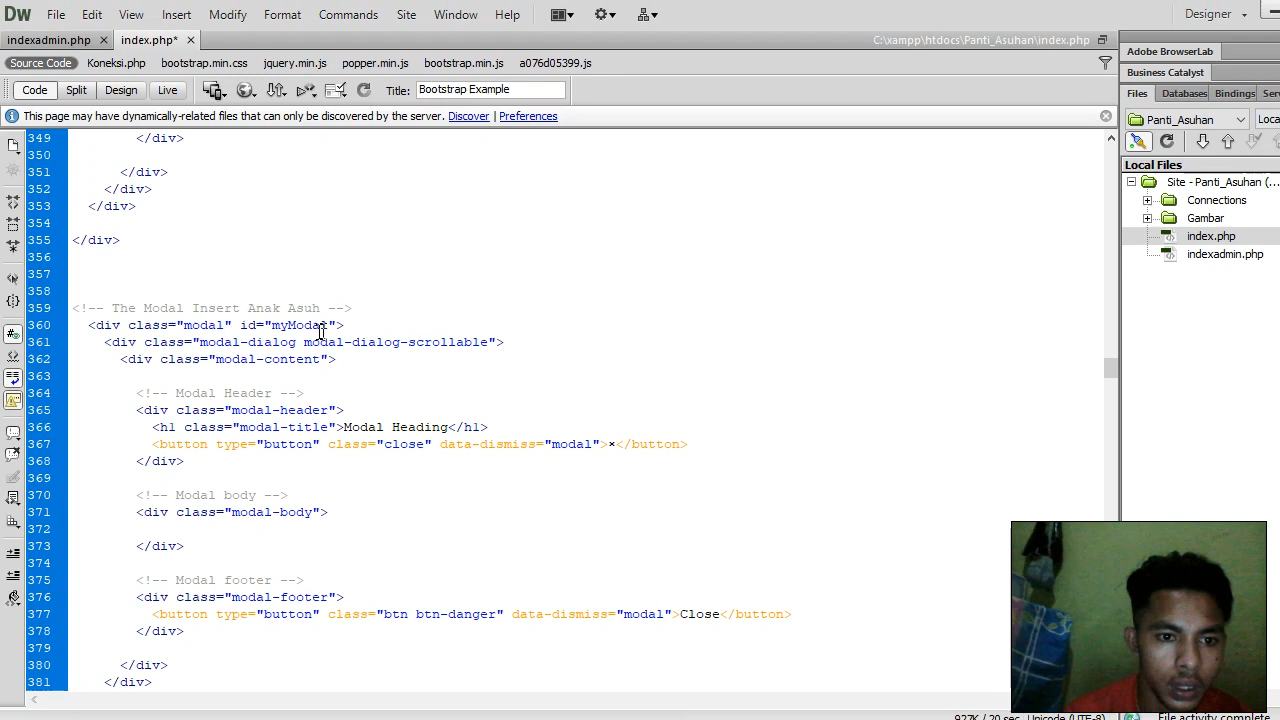 Dw File Edit View Insert Modify Format Commands Site Window Help Designer
indexadmin.php × index.php* × C:\xampp\htdocs\Panti_Asuhan\index.php
Source Code Koneksi.php bootstrap.min.css jquery.min.js popper.min.js bootstrap.min.js a076d05399.js
Code Split Design Live Title: Bootstrap Example
This page may have dynamically-related files that can only be discovered by the server. Discover | Preferences
349 </div>
350
351 </div>
352 </div>
353 </div>
354
355 </div>
356
357
358
359 <!-- The Modal Insert Anak Asuh -->
360 <div class="modal" id="myModal">
361 <div class="modal-dialog modal-dialog-scrollable">
362 <div class="modal-content">
363
364 <!-- Modal Header -->
365 <div class="modal-header">
366 <h1 class="modal-title">Modal Heading</h1>
367 <button type="button" class="close" data-dismiss="modal">×</button>
368 </div>
369
370 <!-- Modal body -->
371 <div class="modal-body">
372
373 </div>
374
375 <!-- Modal footer -->
376 <div class="modal-footer">
377 <button type="button" class="btn btn-danger" data-dismiss="modal">Close</button>
378 </div>
379
380 </div>
381 </div>
Adobe BrowserLab
Business Catalyst
Files Databases Bindings Serv
Panti_Asuhan Loca
Local Files
Site - Panti_Asuhan (...
Connections
Gambar
index.php
indexadmin.php
927K / 20 sec Unicode (UTF-8) File activity complete